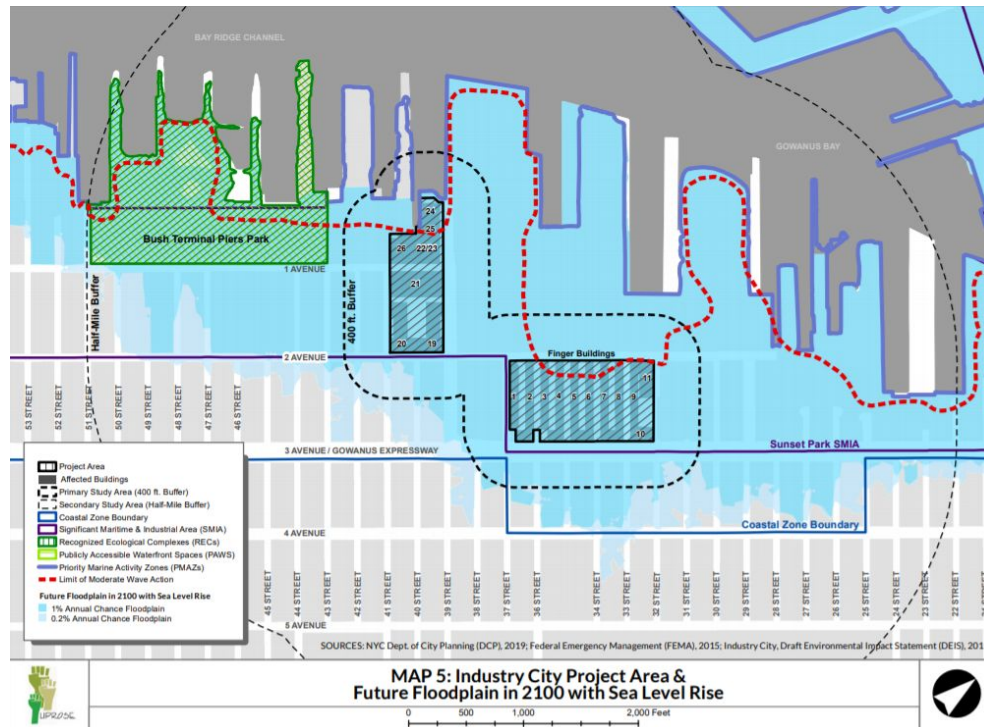 BAY RIDGE CHANNEL
GOWANUS BAY
Bush Terminal Piers Park
24
25
26 22/23
21
20 19
1 AVENUE
Half-Mile Buffer
400 ft. Buffer
2 AVENUE
Finger Buildings
1 2 3 4 5 6 7 8 9
11
10
Sunset Park SMIA
3 AVENUE / GOWANUS EXPRESSWAY
Coastal Zone Boundary
4 AVENUE
5 AVENUE
53 STREET
52 STREET
51 STREET
50 STREET
49 STREET
48 STREET
47 STREET
46 STREET
45 STREET
44 STREET
43 STREET
42 STREET
41 STREET
40 STREET
39 STREET
38 STREET
37 STREET
36 STREET
34 STREET
33 STREET
32 STREET
31 STREET
30 STREET
29 STREET
28 STREET
27 STREET
26 STREET
25 STREET
24 STREET
23 STREET
22 STREET
Project Area
Affected Buildings
Primary Study Area (400 ft. Buffer)
Secondary Study Area (Half-Mile Buffer)
Coastal Zone Boundary
Significant Maritime & Industrial Area (SMIA)
Recognized Ecological Complexes (RECs)
Publicly Accessible Waterfront Spaces (PAWS)
Priority Marine Activity Zones (PMAZs)
Limit of Moderate Wave Action
Future Floodplain in 2100 with Sea Level Rise
1% Annual Chance Floodplain
0.2% Annual Chance Floodplain
SOURCES: NYC Dept. of City Planning (DCP), 2019; Federal Emergency Management (FEMA), 2015; Industry City, Draft Environmental Impact Statement (DEIS), 201
UPROSE
MAP 5: Industry City Project Area &
Future Floodplain in 2100 with Sea Level Rise
0 500 1,000 2,000 Feet